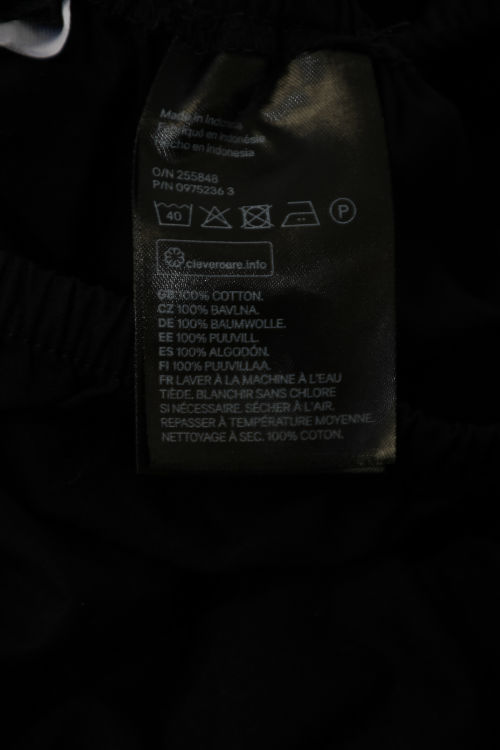 Made in Indonesia
Fabriqué en Indonésie
Hecho en Indonesia
O/N 255848
P/N 0975236 3
40
P
clevercare.info
GB 100% COTTON.
CZ 100% BAVLNA.
DE 100% BAUMWOLLE.
EE 100% PUUVILL.
ES 100% ALGODÓN.
FI 100% PUUVILLAA.
FR LAVER À LA MACHINE À L'EAU
TIÈDE. BLANCHIR SANS CHLORE
SI NÉCESSAIRE. SÉCHER À L'AIR.
REPASSER À TEMPÉRATURE MOYENNE.
NETTOYAGE À SEC. 100% COTON.